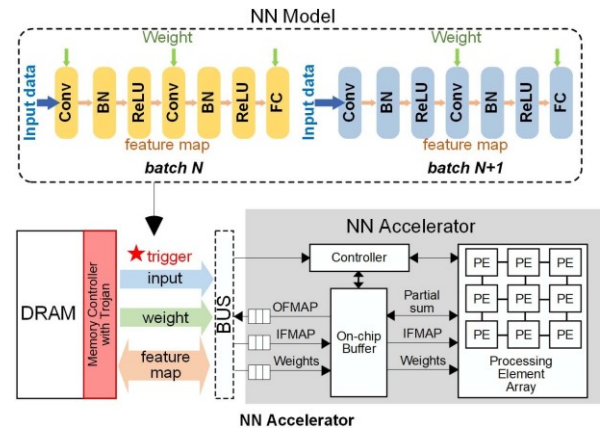 NN Model
Weight
Weight
Input data
Conv
BN
ReLU
Conv
BN
ReLU
FC
Input data
Conv
BN
ReLU
Conv
BN
ReLU
FC
feature map
feature map
batch N
batch N+1
NN Accelerator
DRAM
Memory Controller
with Trojan
trigger
input
weight
feature
map
BUS
Controller
OFMAP
IFMAP
Weights
On-chip
Buffer
Partial
sum
IFMAP
Weights
PE PE PE
PE PE PE
PE PE PE
Processing
Element
Array
NN Accelerator